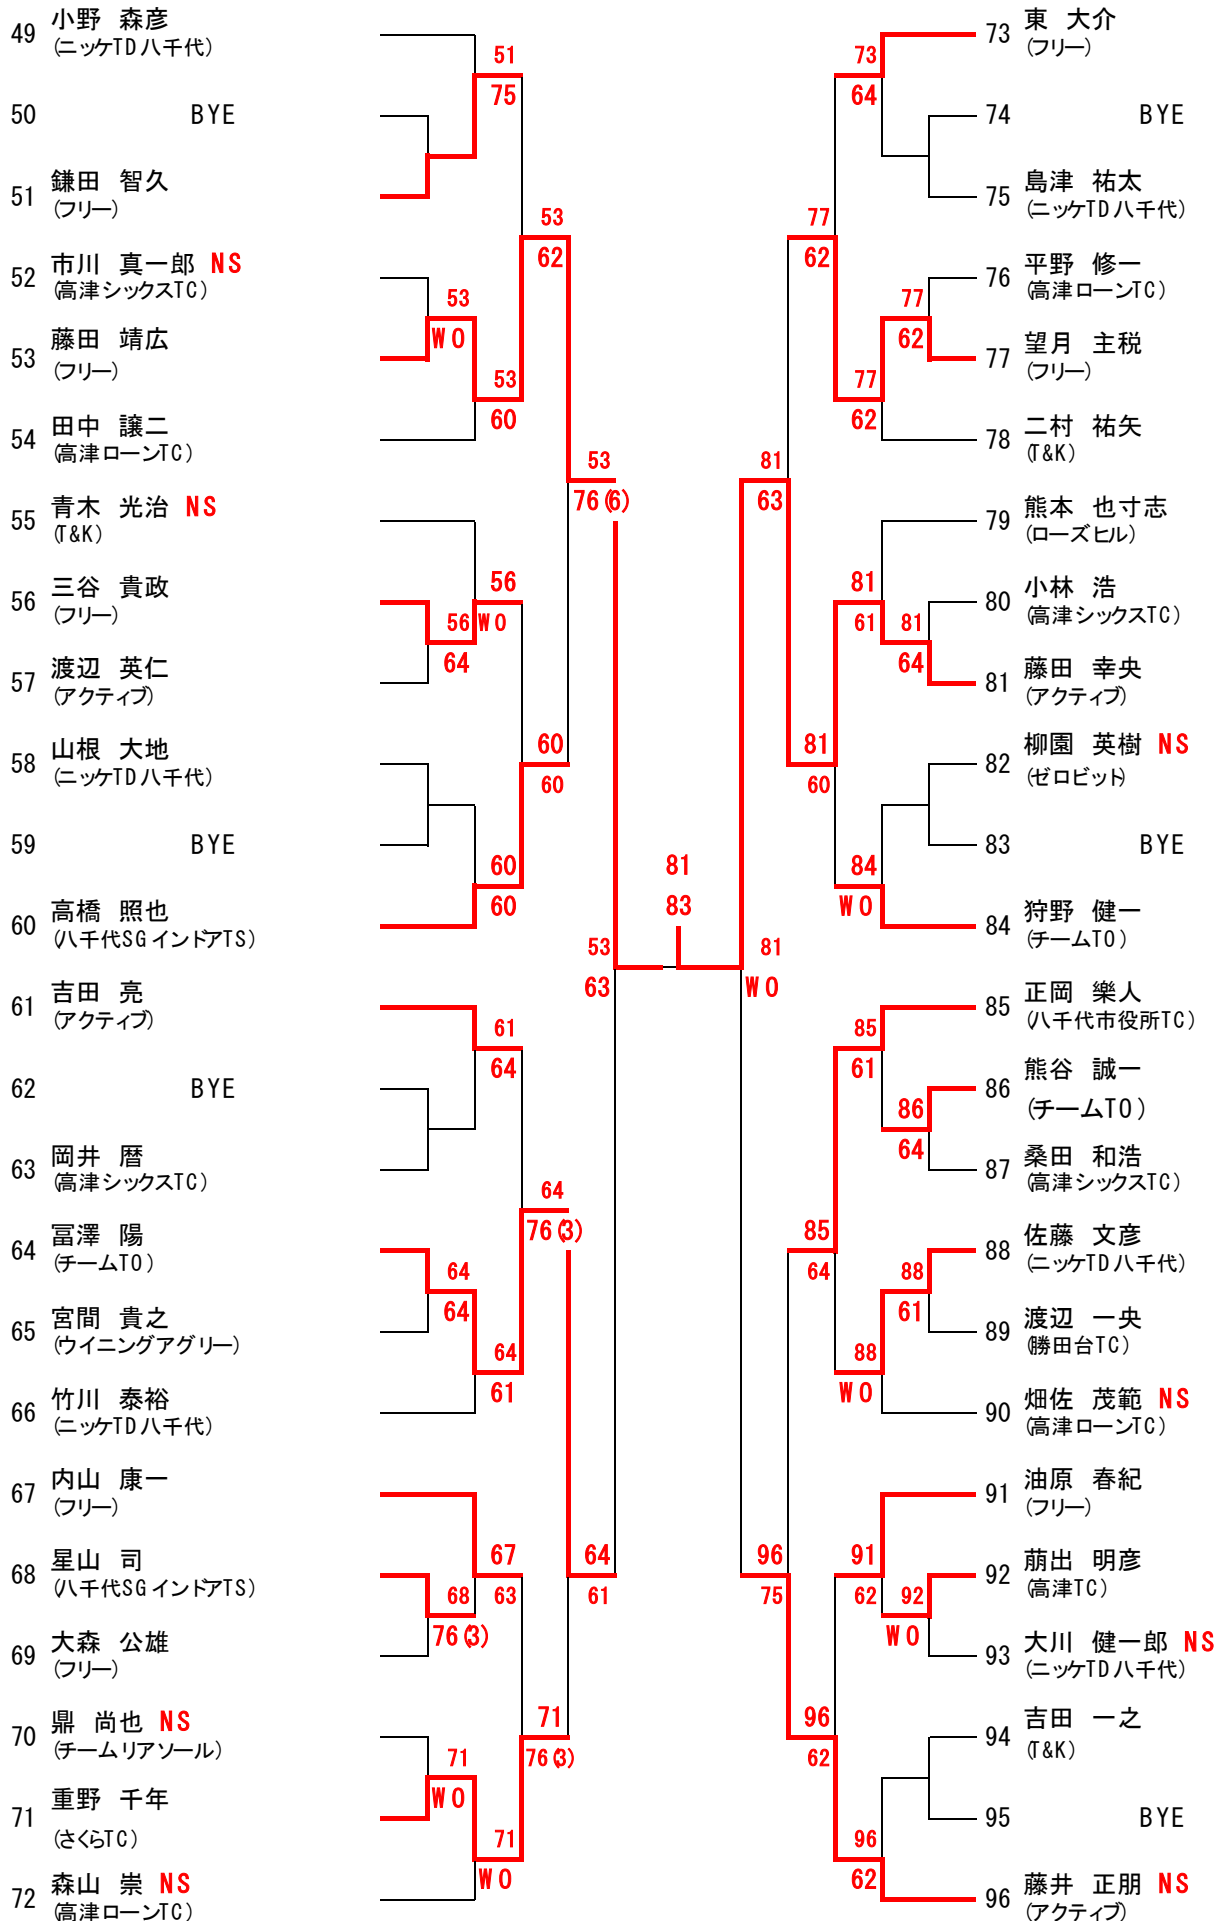 49 小野 森彦
(ニッケTD八千代)
50 BYE
51 鎌田 智久
(フリー)
52 市川 真一郎 NS
(高津シックスTC)
53 藤田 靖広
(フリー)
54 田中 譲二
(高津ローンTC)
55 青木 光治 NS
(T&K)
56 三谷 貴政
(フリー)
57 渡辺 英仁
(アクティブ)
58 山根 大地
(ニッケTD八千代)
59 BYE
60 高橋 照也
(八千代SGインドアTS)
61 吉田 亮
(アクティブ)
62 BYE
63 岡井 暦
(高津シックスTC)
64 冨澤 陽
(チームTO)
65 宮間 貴之
(ウイニングアグリー)
66 竹川 泰裕
(ニッケTD八千代)
67 内山 康一
(フリー)
68 星山 司
(八千代SGインドアTS)
69 大森 公雄
(フリー)
70 鼎 尚也 NS
(チームリアソール)
71 重野 千年
(さくらTC)
72 森山 崇 NS
(高津ローンTC)
51
75
53
WO
53
60
53
62
56
64
56
WO
60
60
60
60
53
76(6)
61
64
64
64
64
61
64
76(3)
68
76(3)
67
63
71
WO
71
WO
71
76(3)
64
61
53
63
81
83
81
WO
81
63
96
75
77
62
81
60
85
64
96
62
73
64
77
62
77
62
81
61
81
64
84
WO
85
61
86
64
88
61
88
WO
91
62
92
WO
96
62
73 東 大介
(フリー)
74 BYE
75 島津 祐太
(ニッケTD八千代)
76 平野 修一
(高津ローンTC)
77 望月 主税
(フリー)
78 二村 祐矢
(T&K)
79 熊本 也寸志
(ローズヒル)
80 小林 浩
(高津シックスTC)
81 藤田 幸央
(アクティブ)
82 柳園 英樹 NS
(ゼロビット)
83 BYE
84 狩野 健一
(チームTO)
85 正岡 樂人
(八千代市役所TC)
86 熊谷 誠一
(チームTO)
87 桑田 和浩
(高津シックスTC)
88 佐藤 文彦
(ニッケTD八千代)
89 渡辺 一央
(勝田台TC)
90 畑佐 茂範 NS
(高津ローンTC)
91 油原 春紀
(フリー)
92 萠出 明彦
(高津TC)
93 大川 健一郎 NS
(ニッケTD八千代)
94 吉田 一之
(T&K)
95 BYE
96 藤井 正朋 NS
(アクティブ)